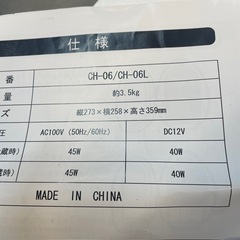 仕様
番 CH-06/CH-06L
量 約3.5kg
ズ 縦273×横258×高さ359mm
圧 AC100V (50Hz/60Hz) DC12V
蔵時) 45W 40W
蔵時) 45W 40W
MADE IN CHINA